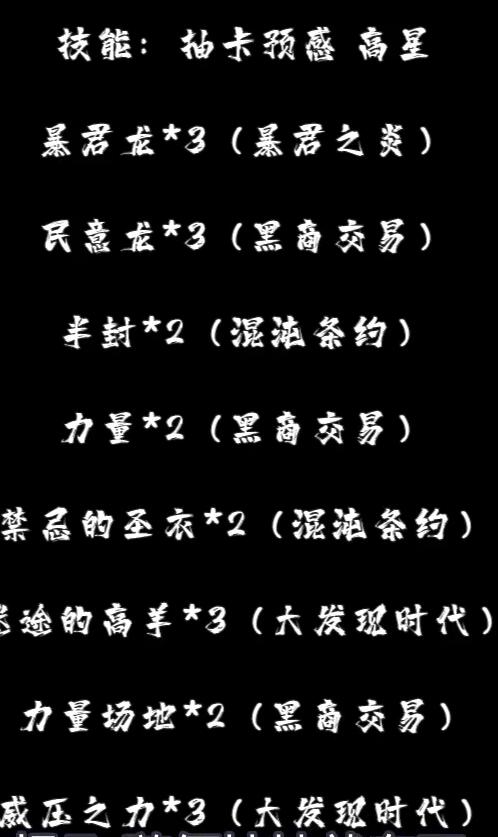 技能： 抽卡预感 高星
暴君龙*3（暴君之炎）
民意龙*3（黑商交易）
半封*2（混沌条约）
力量*2（黑商交易）
禁忌的圣衣*2（混沌条约）
途的高羊*3（大发现时代）
力量场地*2（黑商交易）
威压之力*3（大发现时代）